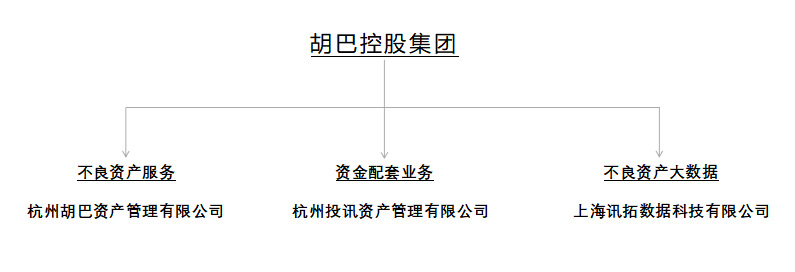 胡巴控股集团
不良资产服务
资金配套业务
不良资产大数据
杭州胡巴资产管理有限公司
杭州投讯资产管理有限公司
上海讯拓数据科技有限公司